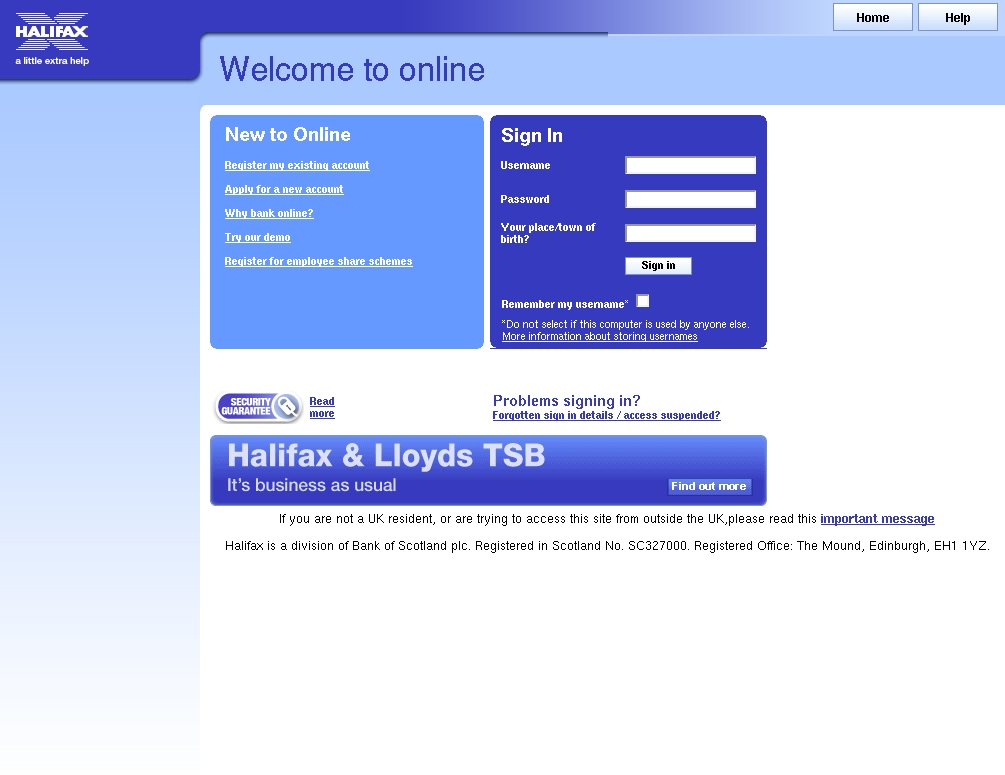 HALIFAX
a little extra help
Home
Help
Welcome to online
New to Online
Register my existing account
Apply for a new account
Why bank online?
Try our demo
Register for employee share schemes
Sign In
Username
Password
Your place/town of
birth?
Sign in
Remember my username*
*Do not select if this computer is used by anyone else.
More information about storing usernames
SECURITY
GUARANTEE
Read
more
Problems signing in?
Forgotten sign in details / access suspended?
Halifax & Lloyds TSB
It's business as usual
Find out more
If you are not a UK resident, or are trying to access this site from outside the UK,please read this important message
Halifax is a division of Bank of Scotland plc. Registered in Scotland No. SC327000. Registered Office: The Mound, Edinburgh, EH1 1YZ.